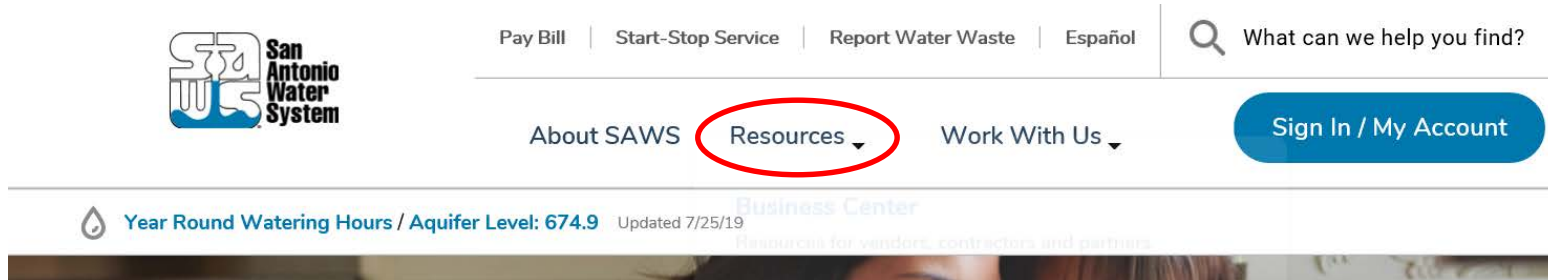 San
Antonio
Water
System
Pay Bill | Start-Stop Service | Report Water Waste | Español
What can we help you find?
About SAWS Resources Work With Us
Sign In / My Account
Business Center
Year Round Watering Hours / Aquifer Level: 674.9 Updated 7/25/19
Resources for vendors, contractors and partners